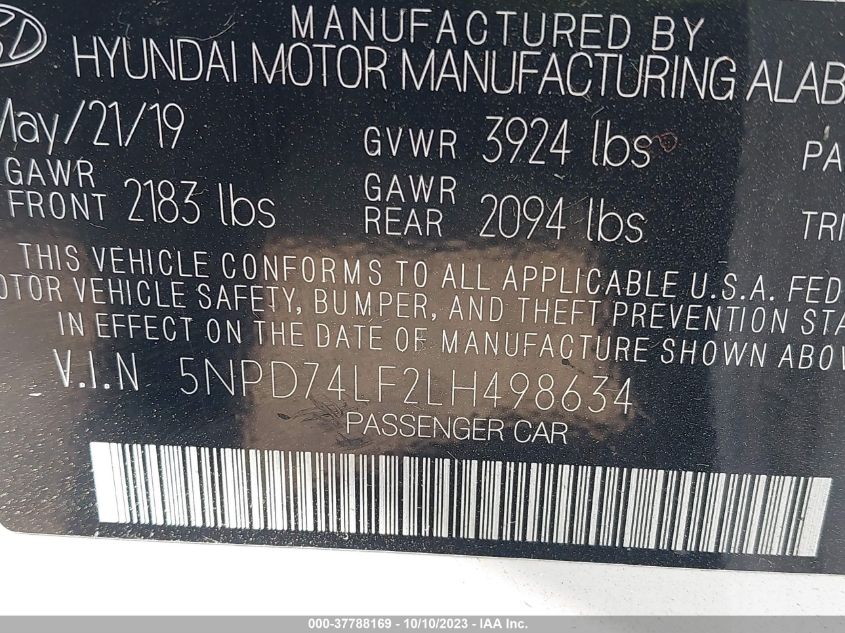 MANUFACTURED BY
HYUNDAI MOTOR MANUFACTURING ALAB
May/21/19 GVWR 3924 lbs PA
GAWR FRONT 2183 lbs GAWR REAR 2094 lbs TRI
THIS VEHICLE CONFORMS TO ALL APPLICABLE U.S.A. FED
OTOR VEHICLE SAFETY, BUMPER, AND THEFT PREVENTION STA
IN EFFECT ON THE DATE OF MANUFACTURE SHOWN ABOV
V.I.N 5NPD74LF2LH498634
PASSENGER CAR
000-37788169 - 10/10/2023 - IAA Inc.